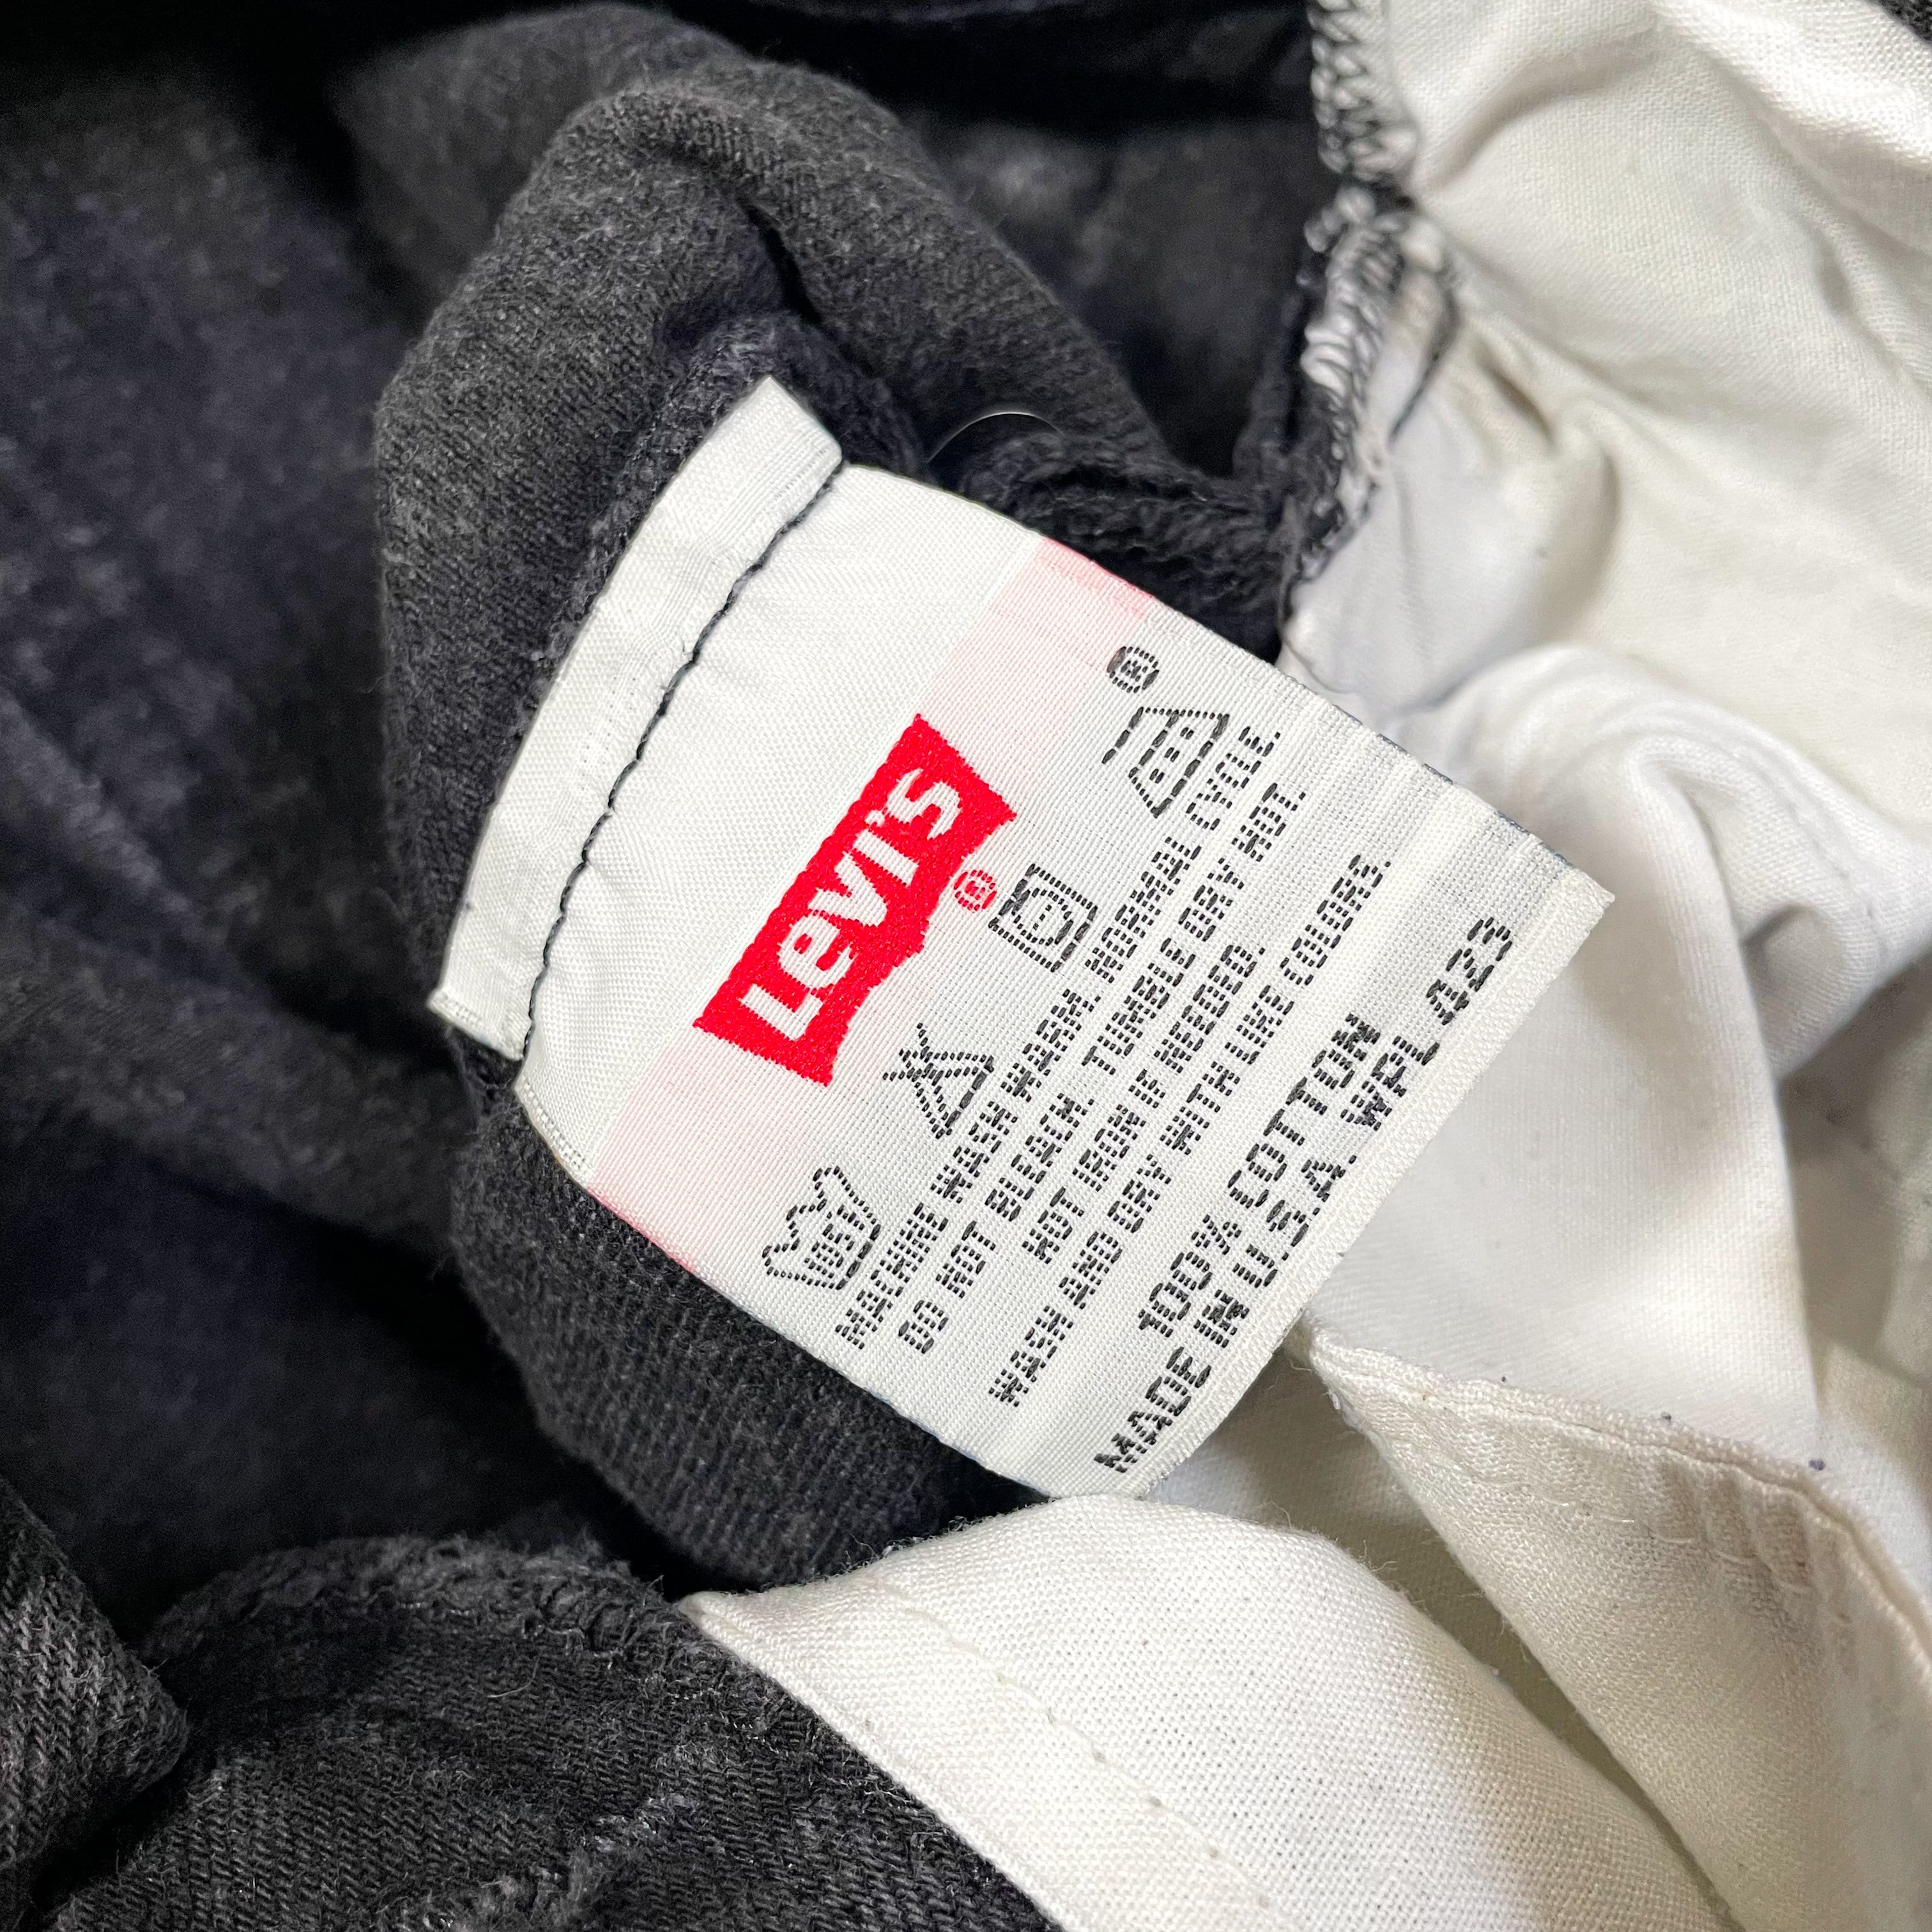 Levi's®
®
MACHINE WASH WARM. NORMAL CYCLE.
DO NOT BLEACH. TUMBLE DRY HOT.
HOT IRON IF NEEDED.
WASH AND DRY WITH LIKE COLORS.
100% COTTON
MADE IN U.S.A. WPL 423